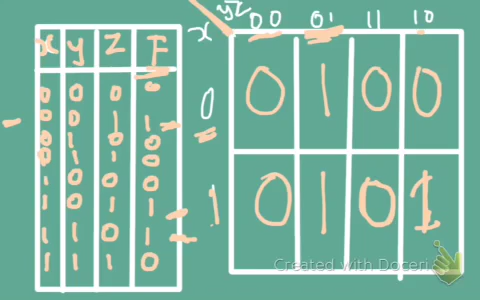 x y z F
0 0 0 0
0 0 1 1
0 1 0 0
0 1 1 0
1 0 0 0
1 0 1 1
1 1 0 1
1 1 1 0
yz 00 01 11 10
x
0 0 1 0 0
1 0 1 0 1
Created with Doceri